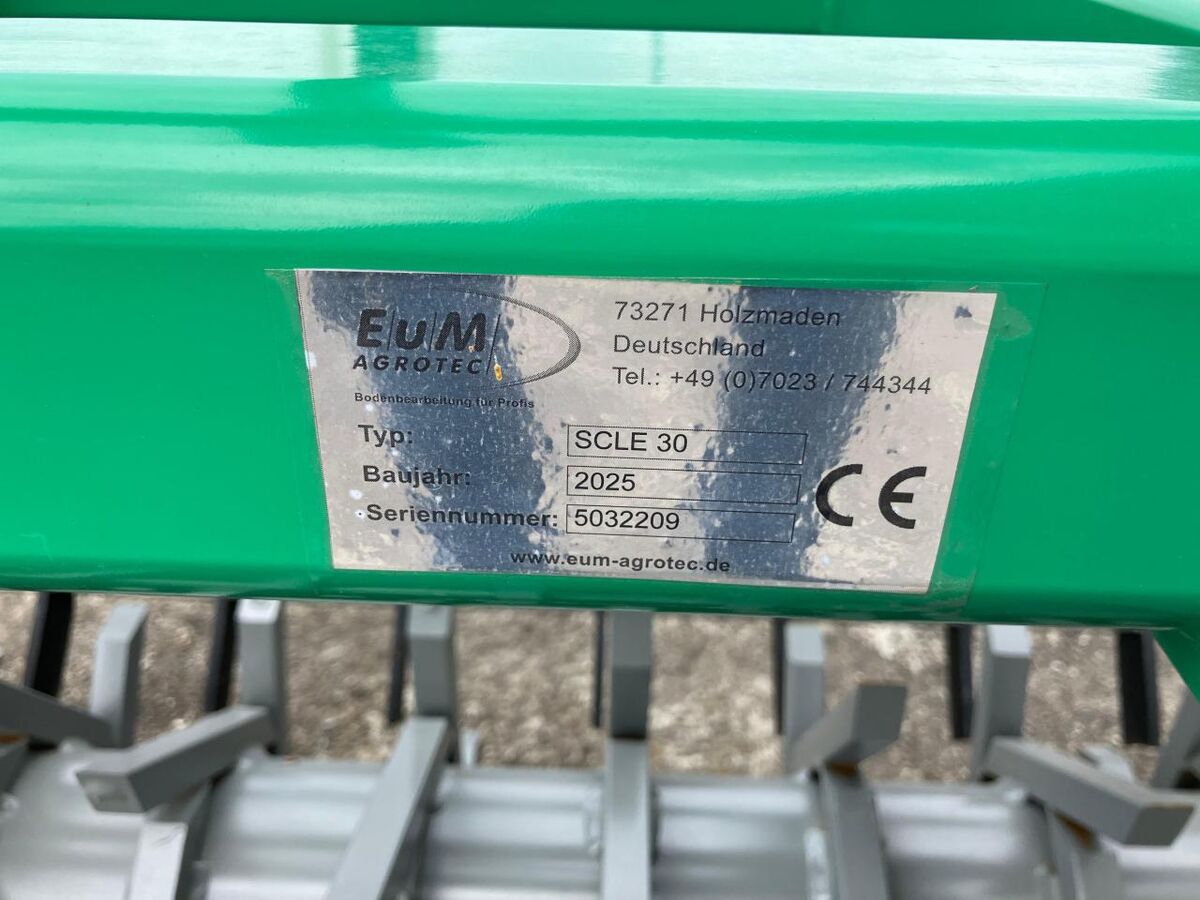 E/u/M/
AGROTEC
Bodenbearbeitung für Profis
73271 Holzmaden
Deutschland
Tel.: +49 (0)7023 / 744344
Typ: SCLE 30
Baujahr: 2025
Seriennummer: 5032209
CE
www.eum-agrotec.de